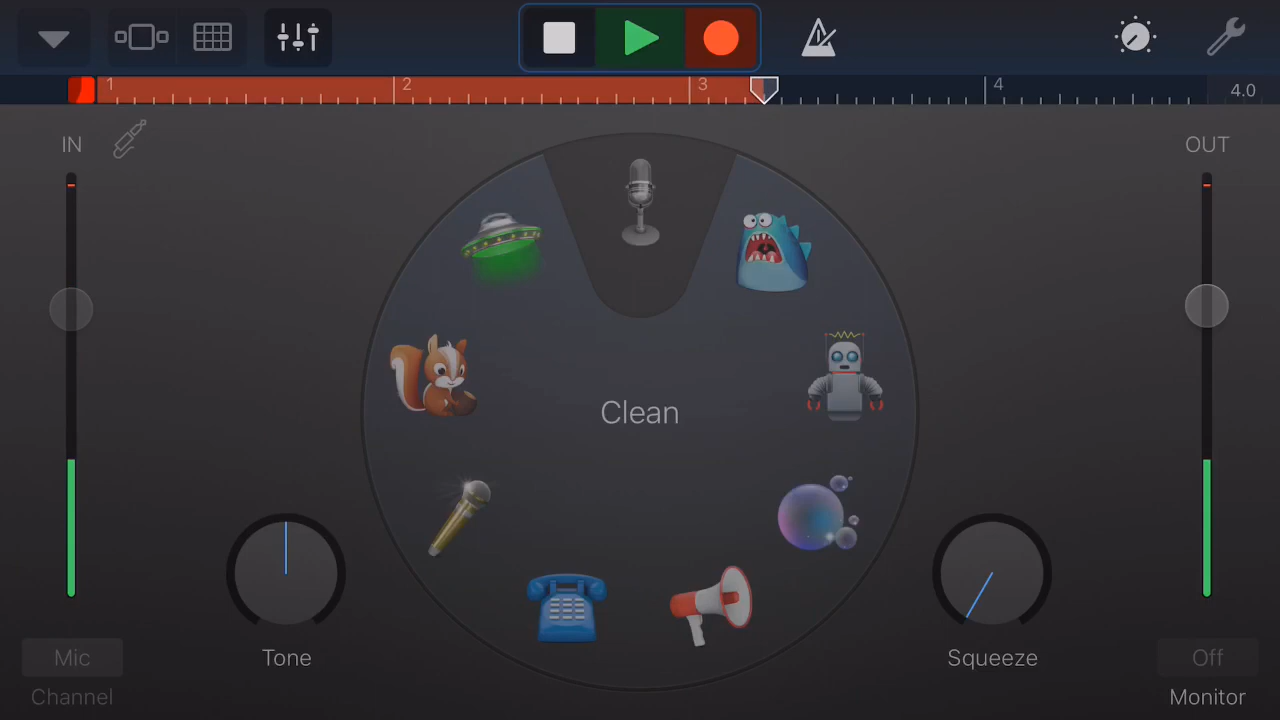 1 2 3 4 4.0
IN OUT
Clean
Tone Squeeze
Mic Off
Channel Monitor